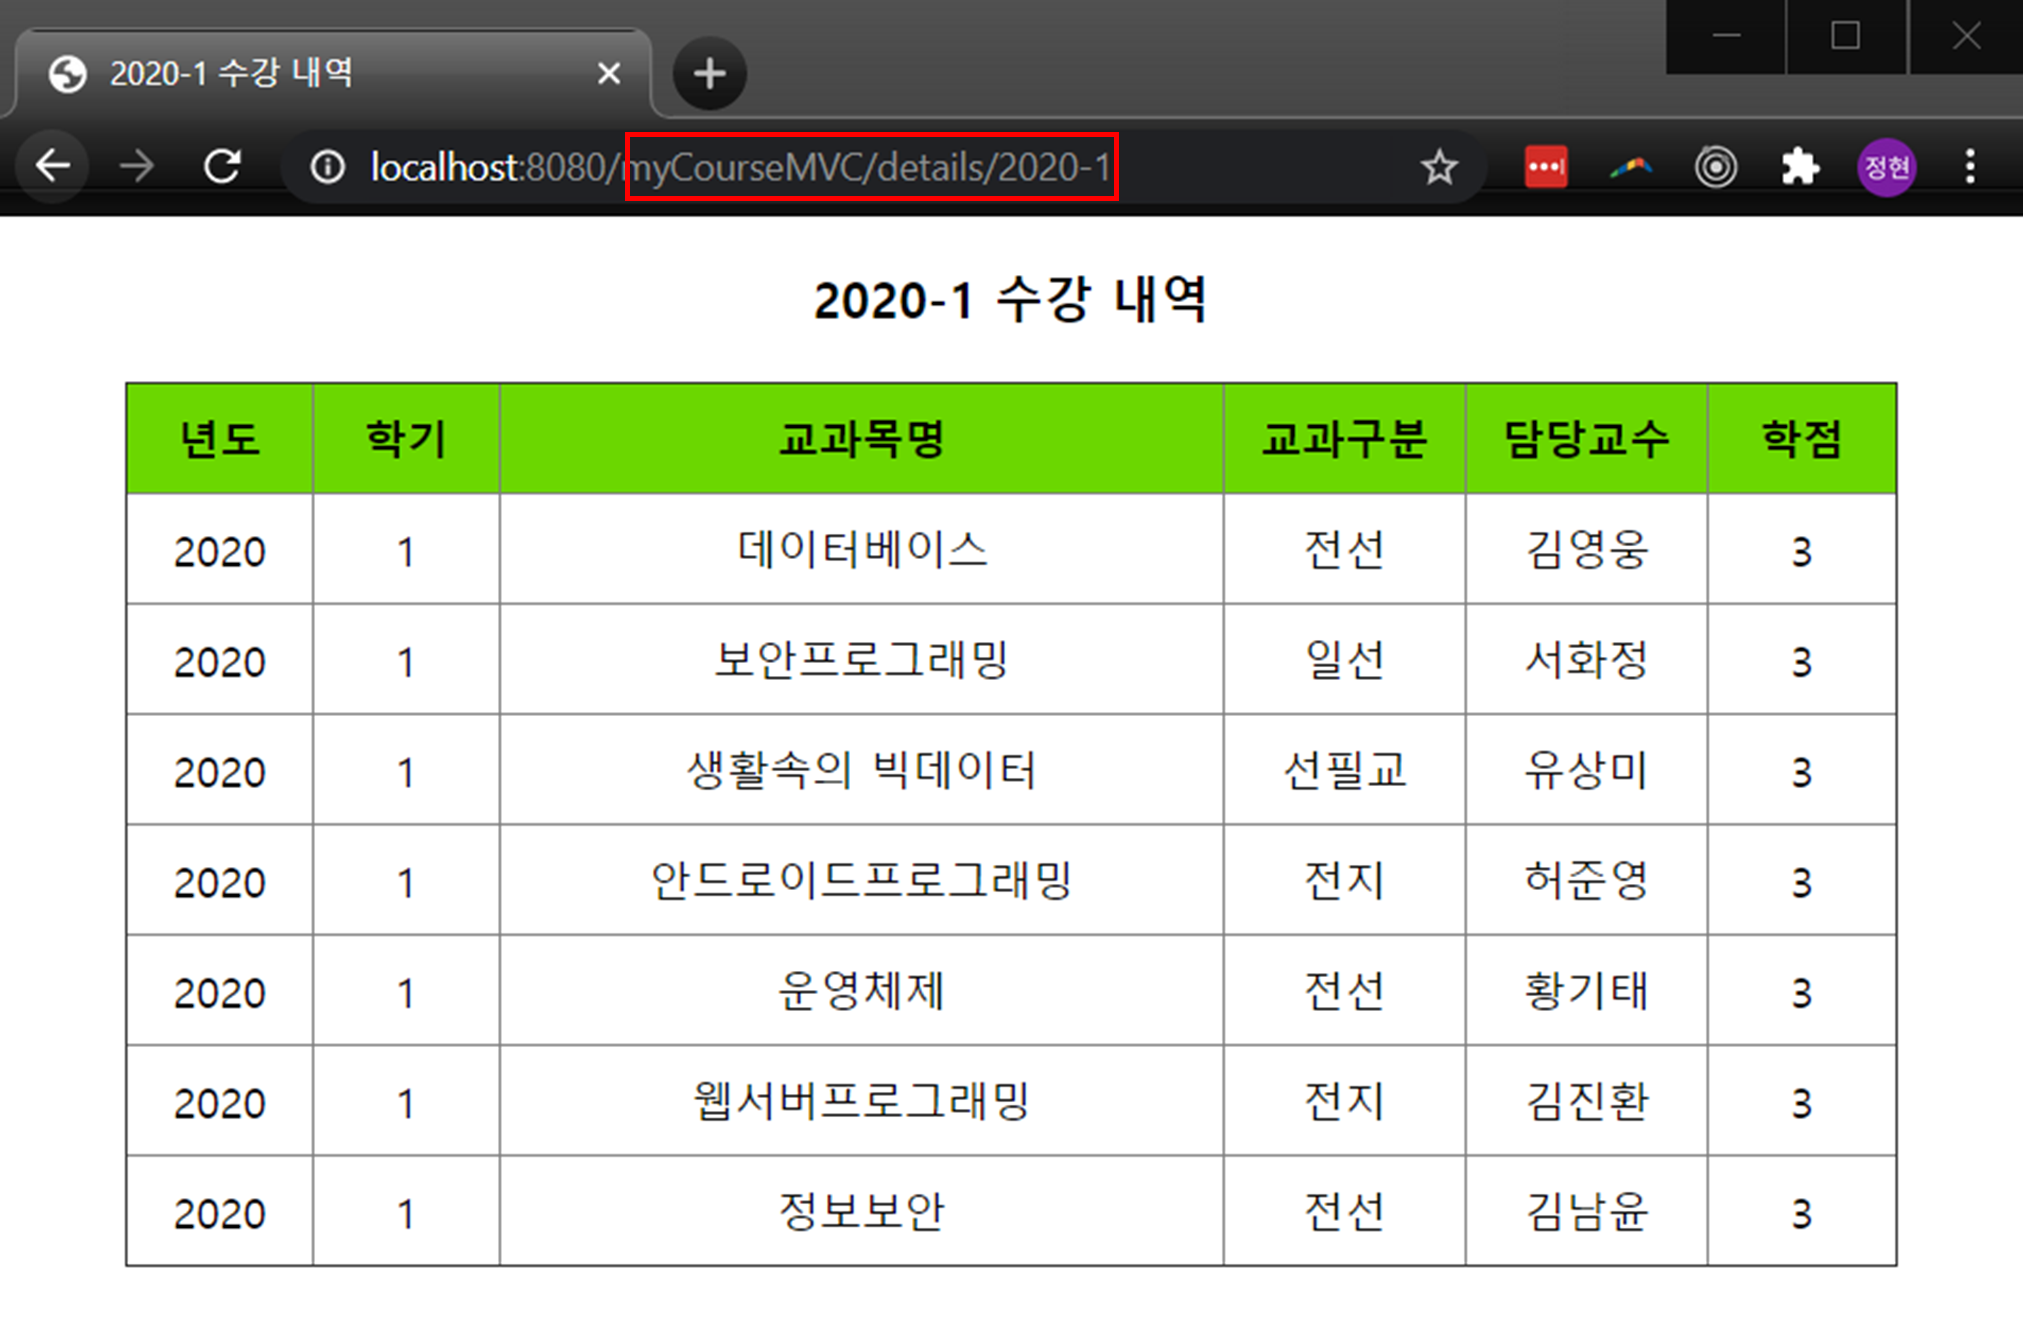 2020-1 수강 내역
localhost:8080/myCourseMVC/details/2020-1
정현
2020-1 수강 내역
년도 학기 교과목명 교과구분 담당교수 학점
2020 1 데이터베이스 전선 김영웅 3
2020 1 보안프로그래밍 일선 서화정 3
2020 1 생활속의 빅데이터 선필교 유상미 3
2020 1 안드로이드프로그래밍 전지 허준영 3
2020 1 운영체제 전선 황기태 3
2020 1 웹서버프로그래밍 전지 김진환 3
2020 1 정보보안 전선 김남윤 3